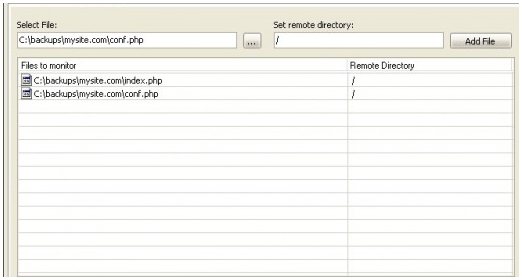 Select File: Set remote directory:
C:\backups\mysite.com\conf.php ... / Add File
Files to monitor Remote Directory
C:\backups\mysite.com\index.php /
C:\backups\mysite.com\conf.php /